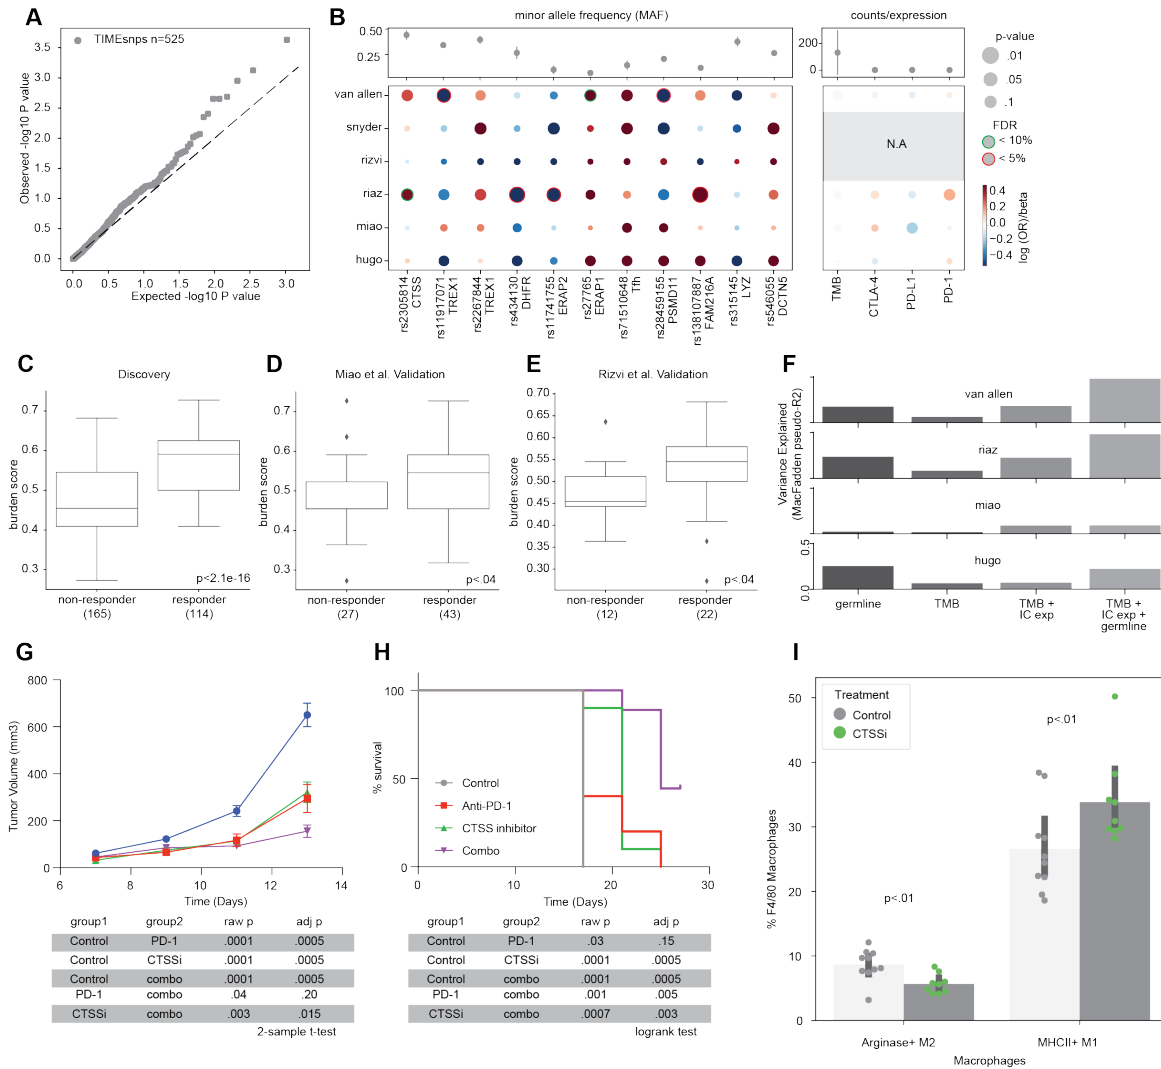 A
TIMEsnps n=525
Observed -log10 P value
3.5
3.0
2.5
2.0
1.5
1.0
0.5
0.0
0.0
0.5
1.0
1.5
2.0
2.5
3.0
Expected -log10 P value
B
minor allele frequency (MAF)
counts/expression
0.50
0.25
200
0
van allen
snyder
rizvi
riaz
miao
hugo
N.A
rs2305814
CTSS
rs11917071
TREX1
rs2267844
TREX1
rs434130
DHFR
rs11741755
ERAP2
rs27765
ERAP1
rs71510648
Tfh
rs28459155
PSMD11
rs138107887
FAM216A
rs315145
LYZ
rs546055
DCTN5
TMB
CTLA-4
PD-L1
PD-1
p-value
.01
.05
.1
FDR
< 10%
< 5%
0.4
0.2
0.0
−0.2
−0.4
log (OR)/beta
C
Discovery
burden score
0.7
0.6
0.5
0.4
0.3
p<2.1e-16
non-responder
(165)
responder
(114)
D
Miao et al. Validation
burden score
0.7
0.6
0.5
0.4
0.3
p<.04
non-responder
(27)
responder
(43)
E
Rizvi et al. Validation
burden score
0.70
0.65
0.60
0.55
0.50
0.45
0.40
0.35
0.30
p<.04
non-responder
(12)
responder
(22)
F
Variance Explained
(MacFadden pseudo-R2)
van allen
riaz
miao
hugo
0.5
0.0
germline
TMB
TMB +
IC exp
TMB +
IC exp +
germline
G
Tumor Volume (mm3)
800
600
400
200
0
6
8
10
12
14
Time (Days)
group1 group2 raw p adj p
Control PD-1 .0001 .0005
Control CTSSi .0001 .0005
Control combo .0001 .0005
PD-1 combo .04 .20
CTSSi combo .003 .015
2-sample t-test
H
% survival
100
50
0
Control
Anti-PD-1
CTSS inhibitor
Combo
0
10
20
30
Time (Days)
group1 group2 raw p adj p
Control PD-1 .03 .15
Control CTSSi .0001 .0005
Control combo .0001 .0005
PD-1 combo .001 .005
CTSSi combo .0007 .003
logrank test
I
Treatment
Control
CTSSi
% F4/80 Macrophages
50
40
30
20
10
0
p<.01
p<.01
Arginase+ M2
MHCII+ M1
Macrophages